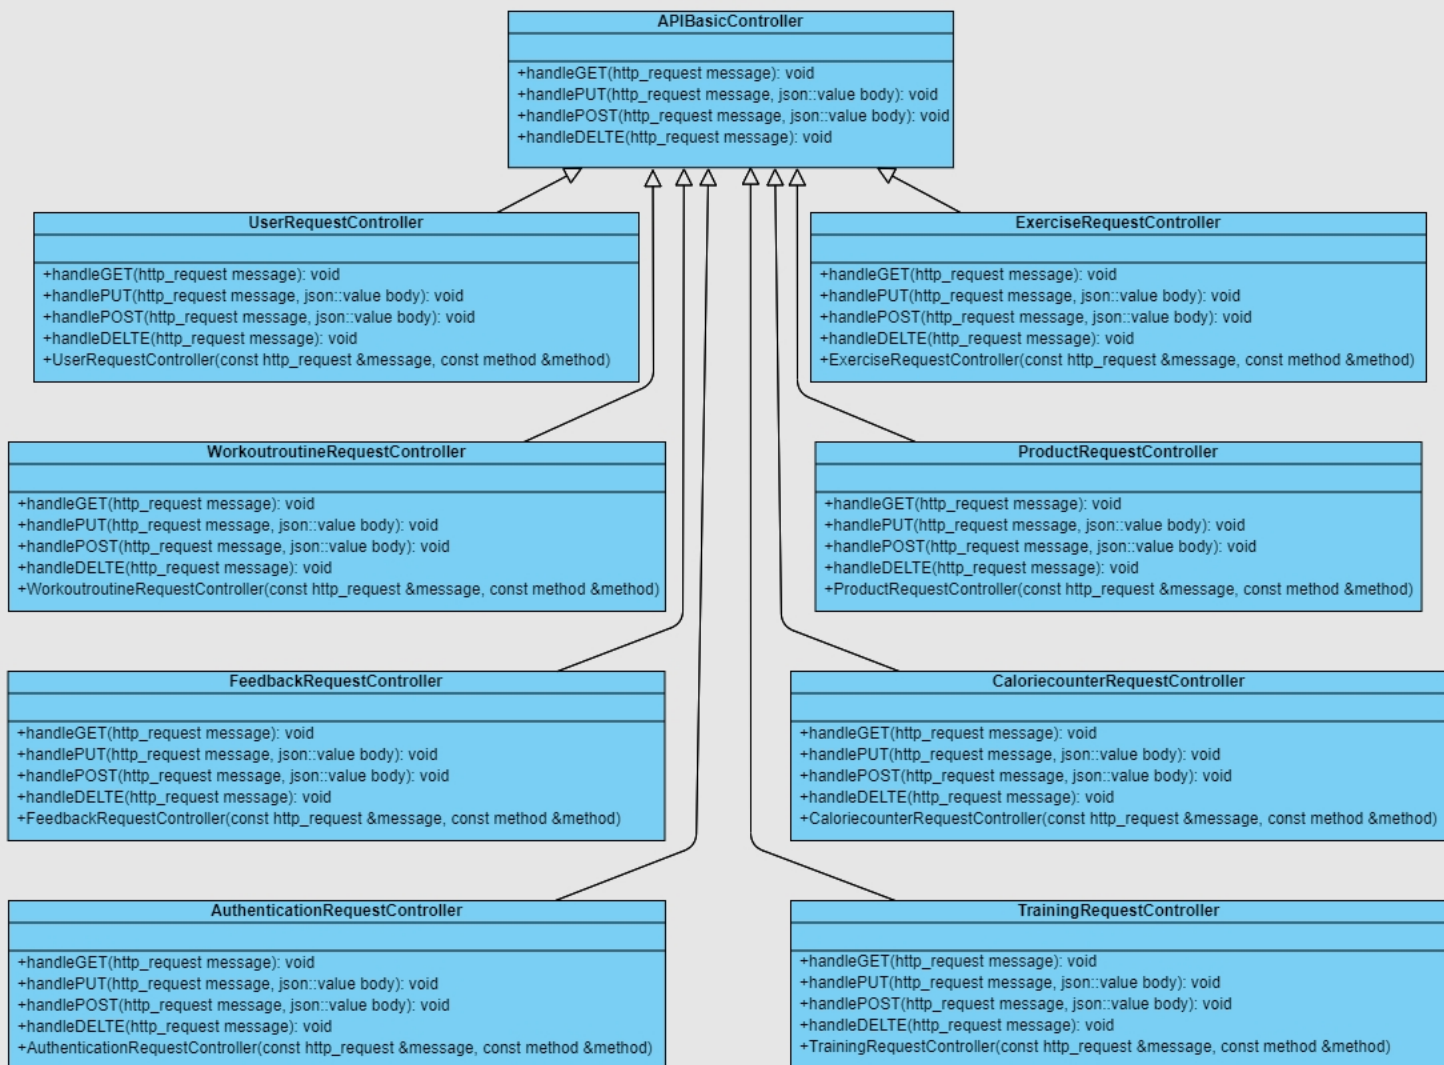 APIBasicController
+handleGET(http_request message): void
+handlePUT(http_request message, json::value body): void
+handlePOST(http_request message, json::value body): void
+handleDELTE(http_request message): void
UserRequestController
+handleGET(http_request message): void
+handlePUT(http_request message, json::value body): void
+handlePOST(http_request message, json::value body): void
+handleDELTE(http_request message): void
+UserRequestController(const http_request &message, const method &method)
ExerciseRequestController
+handleGET(http_request message): void
+handlePUT(http_request message, json::value body): void
+handlePOST(http_request message, json::value body): void
+handleDELTE(http_request message): void
+ExerciseRequestController(const http_request &message, const method &method)
WorkoutroutineRequestController
+handleGET(http_request message): void
+handlePUT(http_request message, json::value body): void
+handlePOST(http_request message, json::value body): void
+handleDELTE(http_request message): void
+WorkoutroutineRequestController(const http_request &message, const method &method)
ProductRequestController
+handleGET(http_request message): void
+handlePUT(http_request message, json::value body): void
+handlePOST(http_request message, json::value body): void
+handleDELTE(http_request message): void
+ProductRequestController(const http_request &message, const method &method)
FeedbackRequestController
+handleGET(http_request message): void
+handlePUT(http_request message, json::value body): void
+handlePOST(http_request message, json::value body): void
+handleDELTE(http_request message): void
+FeedbackRequestController(const http_request &message, const method &method)
CaloriecounterRequestController
+handleGET(http_request message): void
+handlePUT(http_request message, json::value body): void
+handlePOST(http_request message, json::value body): void
+handleDELTE(http_request message): void
+CaloriecounterRequestController(const http_request &message, const method &method)
AuthenticationRequestController
+handleGET(http_request message): void
+handlePUT(http_request message, json::value body): void
+handlePOST(http_request message, json::value body): void
+handleDELTE(http_request message): void
+AuthenticationRequestController(const http_request &message, const method &method)
TrainingRequestController
+handleGET(http_request message): void
+handlePUT(http_request message, json::value body): void
+handlePOST(http_request message, json::value body): void
+handleDELTE(http_request message): void
+TrainingRequestController(const http_request &message, const method &method)